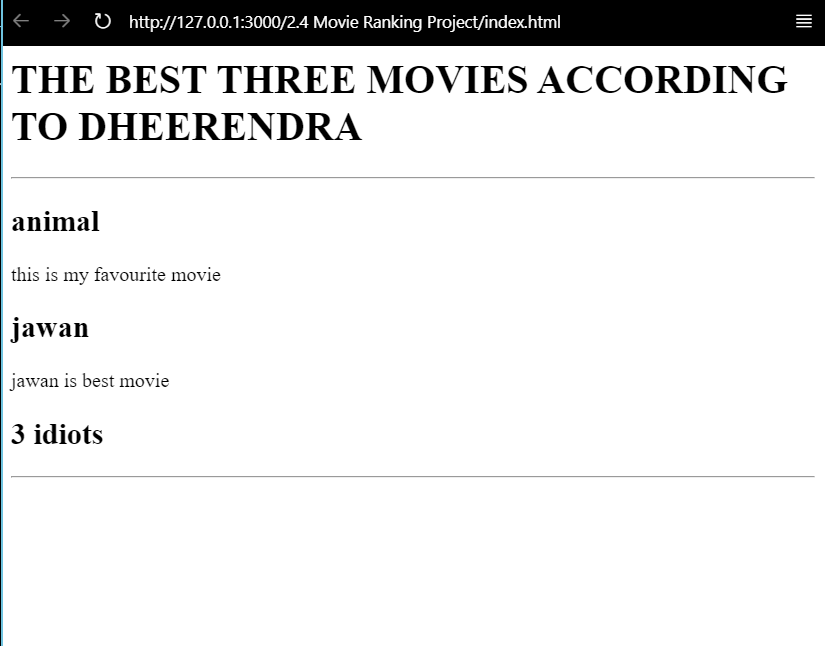 http://127.0.0.1:3000/2.4 Movie Ranking Project/index.html
THE BEST THREE MOVIES ACCORDING
TO DHEERENDRA
animal
this is my favourite movie
jawan
jawan is best movie
3 idiots